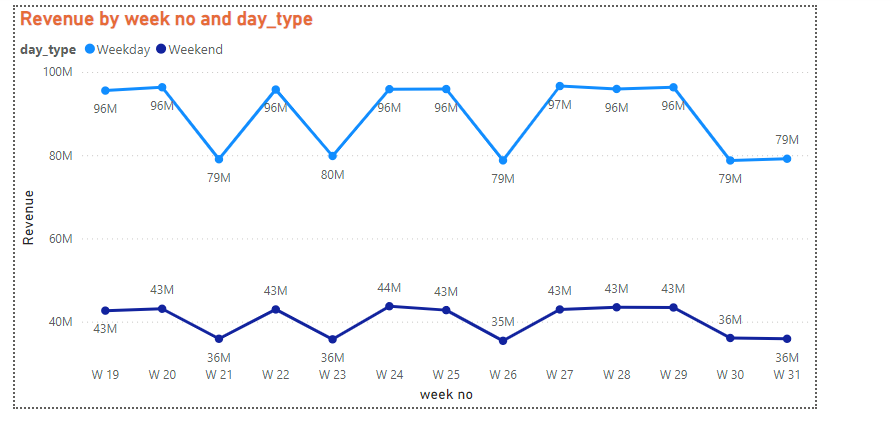 Revenue by week no and day_type
day_type Weekday Weekend
100M
80M
60M
40M
Revenue
96M 96M 79M 96M 80M 96M 96M 79M 97M 96M 96M 79M 79M
43M 43M 36M 43M 36M 44M 43M 35M 43M 43M 43M 36M 36M
W 19 W 20 W 21 W 22 W 23 W 24 W 25 W 26 W 27 W 28 W 29 W 30 W 31
week no